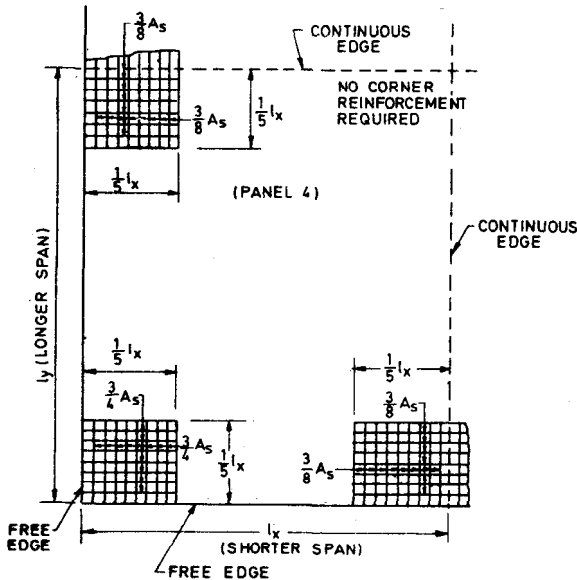 3/8 As
CONTINUOUS
EDGE
NO CORNER
REINFORCEMENT
REQUIRED
3/8 As
1/5 lx
1/5 lx
(PANEL 4)
CONTINUOUS
EDGE
ly (LONGER SPAN)
1/5 lx
1/5 lx
3/4 As
3/8 As
3/4 As
1/5 lx
3/8 As
FREE
EDGE
lx
(SHORTER SPAN)
FREE EDGE